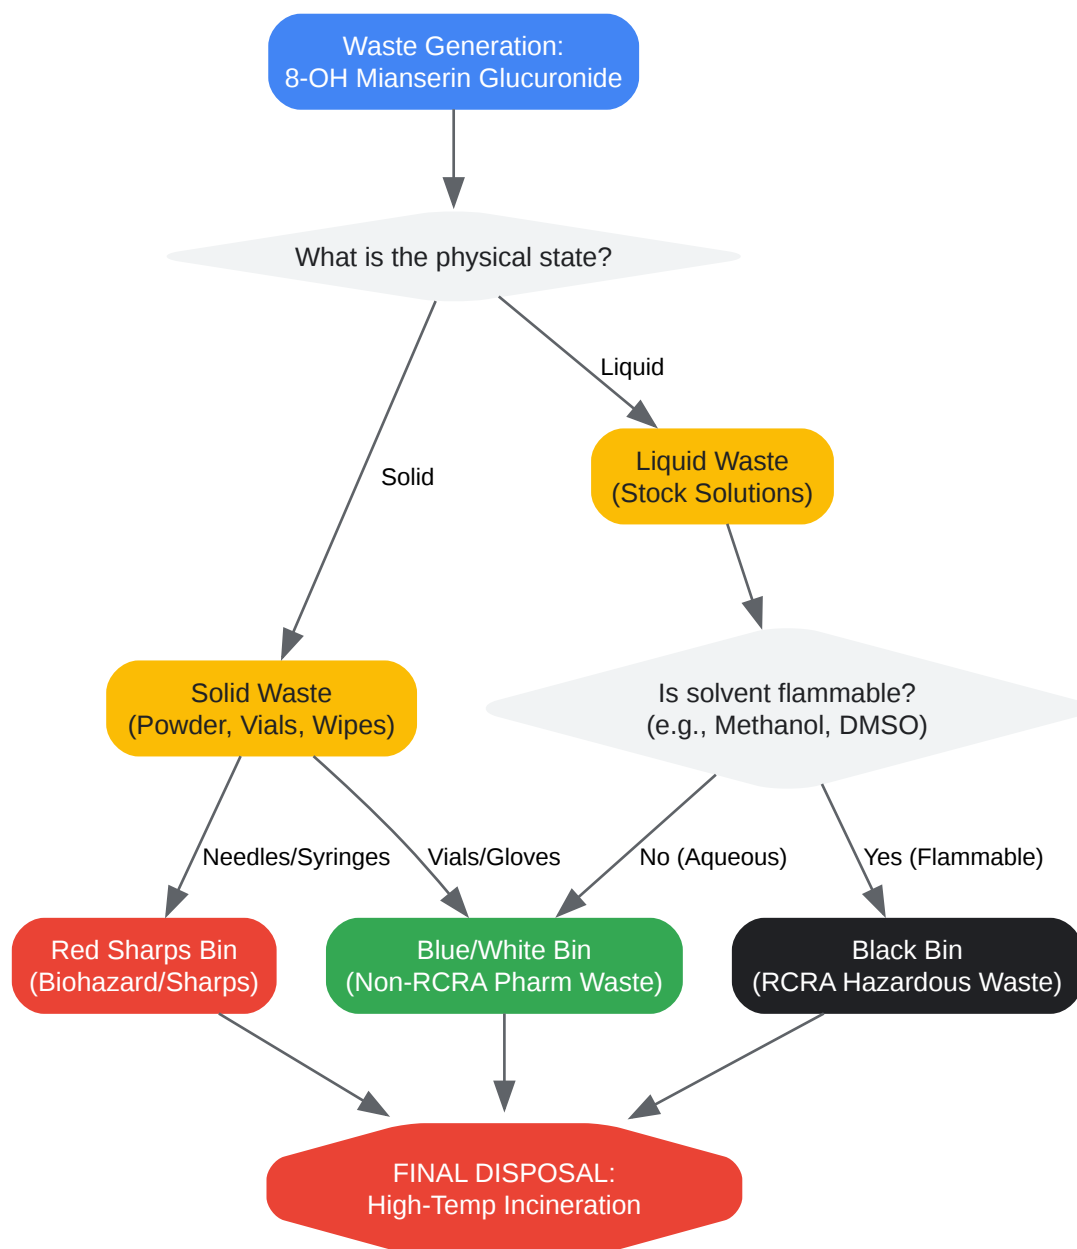 Waste Generation:
8-OH Mianserin Glucuronide
What is the physical state?
Liquid
Solid
Liquid Waste
(Stock Solutions)
Solid Waste
(Powder, Vials, Wipes)
Is solvent flammable?
(e.g., Methanol, DMSO)
Needles/Syringes
Vials/Gloves
No (Aqueous)
Yes (Flammable)
Red Sharps Bin
(Biohazard/Sharps)
Blue/White Bin
(Non-RCRA Pharm Waste)
Black Bin
(RCRA Hazardous Waste)
FINAL DISPOSAL:
High-Temp Incineration